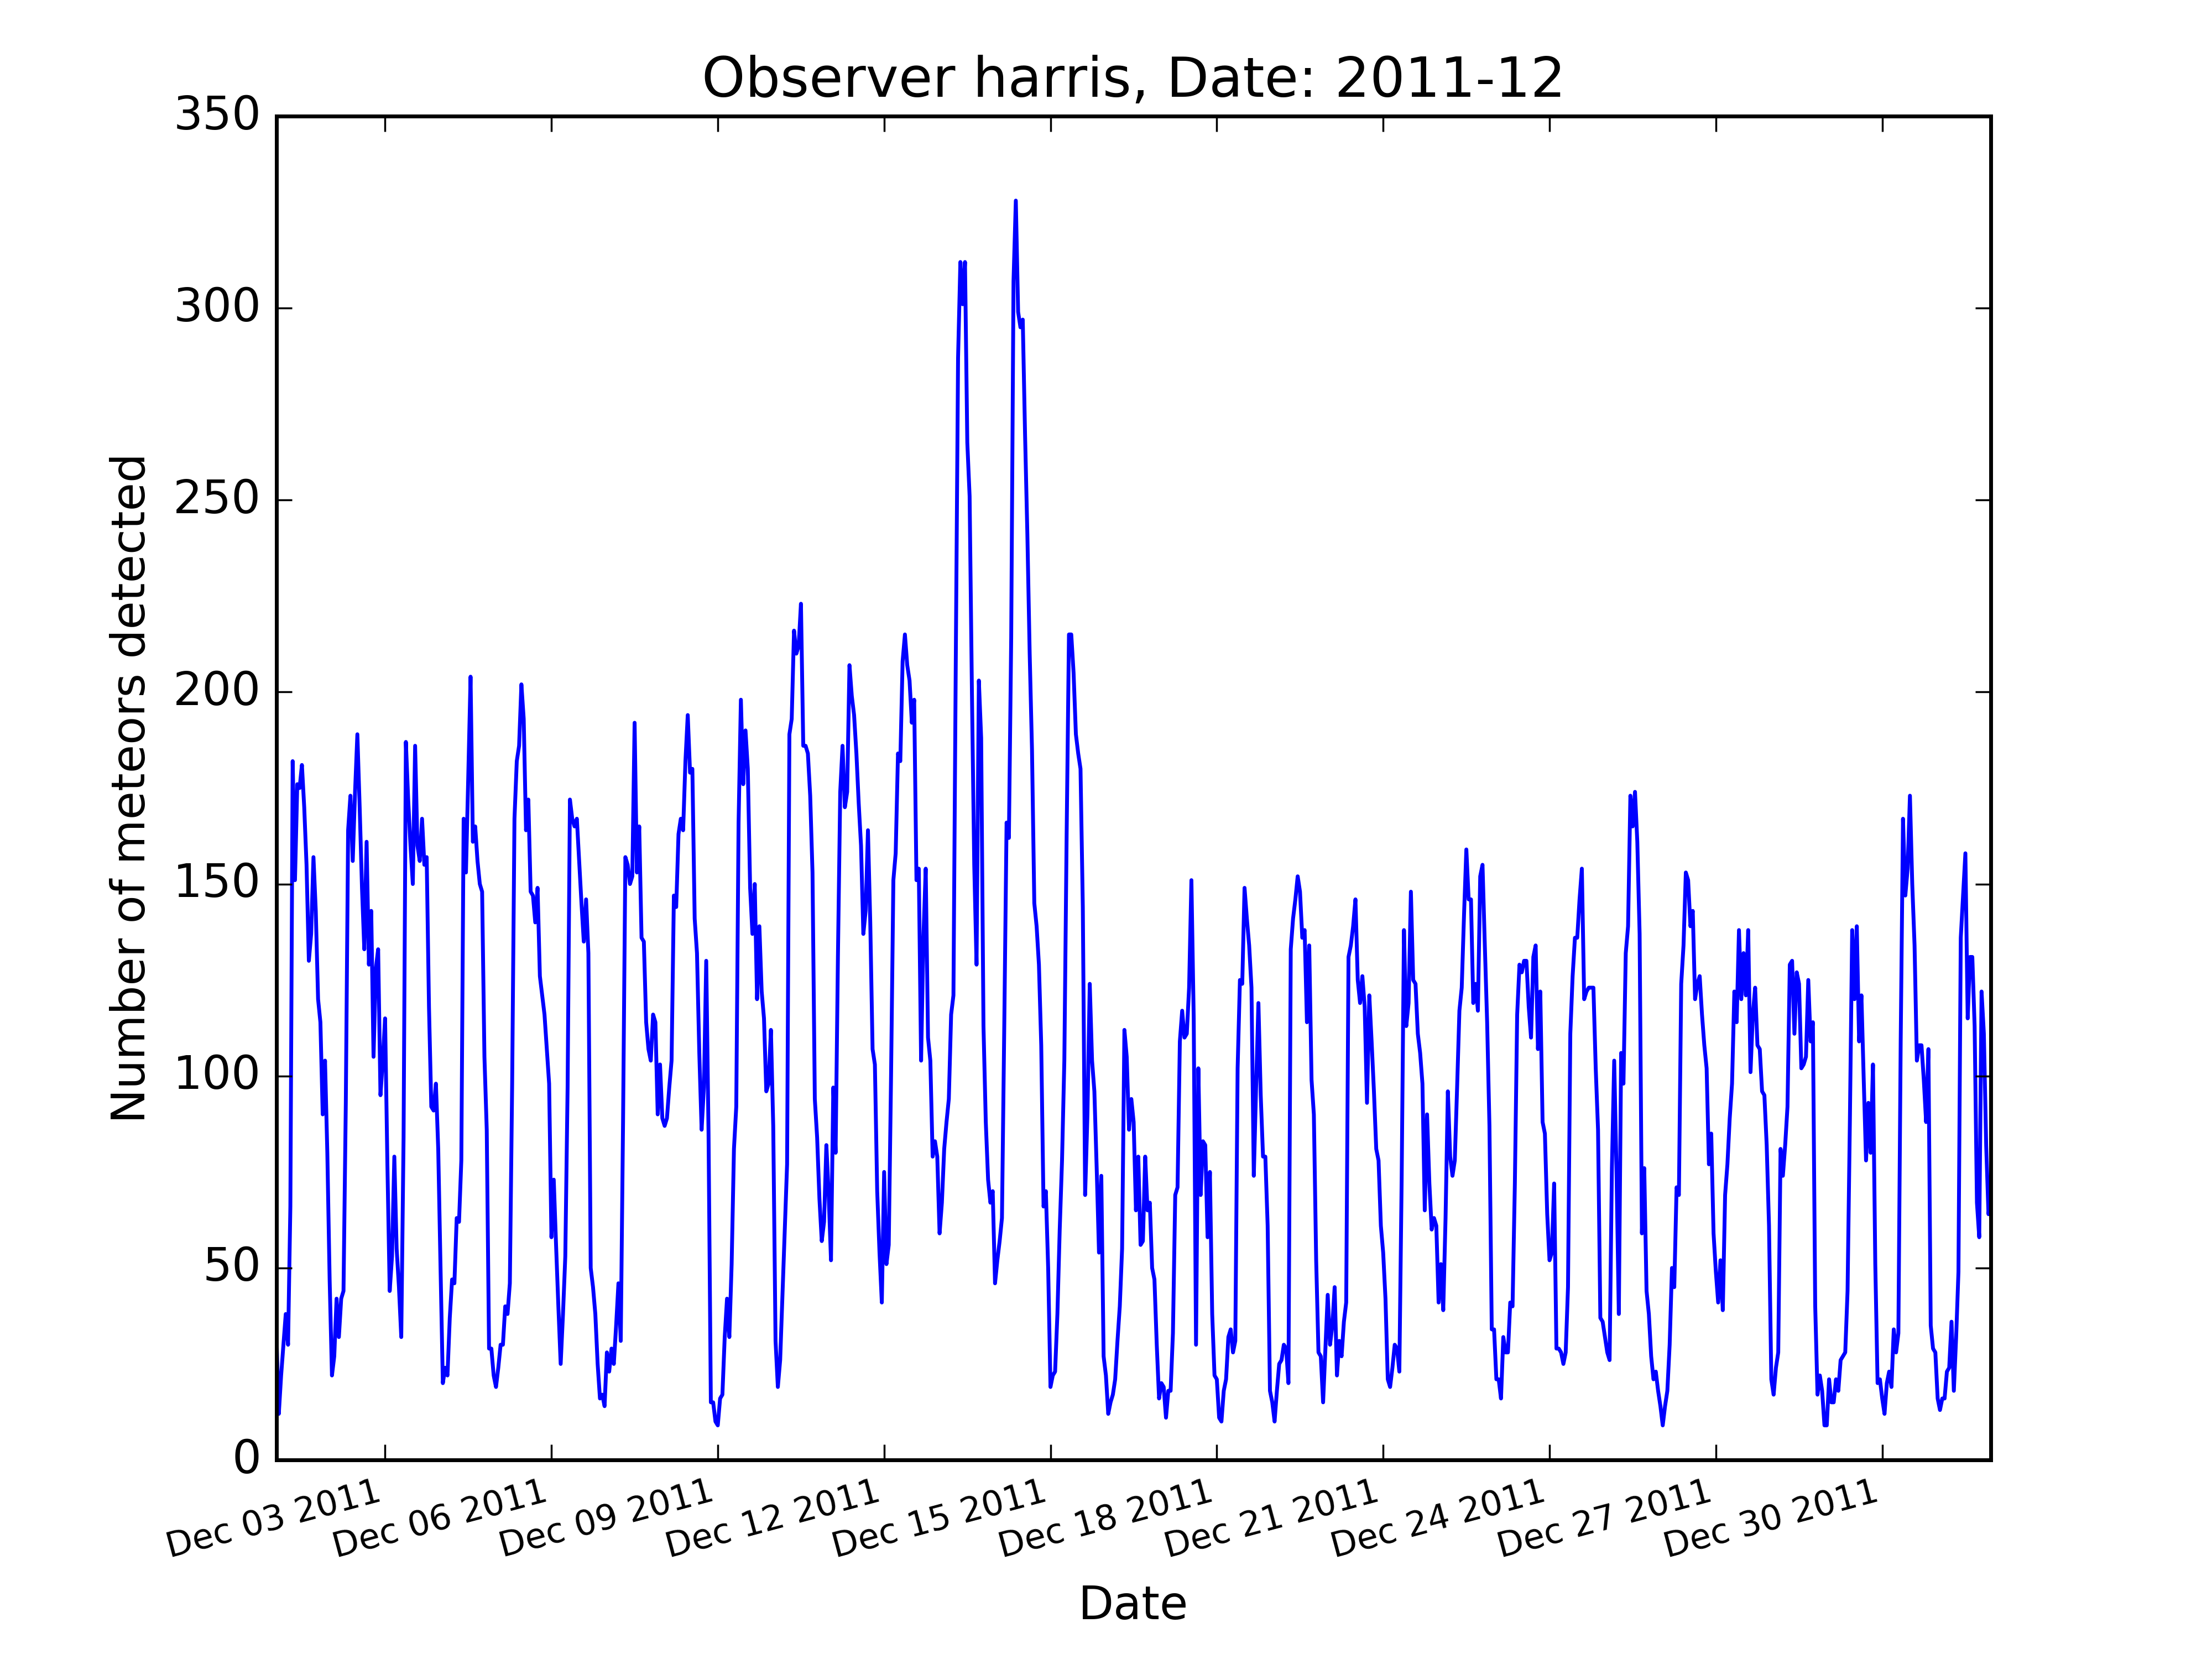 Observer harris, Date: 2011-12
350
300
250
200
150
100
50
0
Number of meteors detected
Dec 03 2011
Dec 06 2011
Dec 09 2011
Dec 12 2011
Dec 15 2011
Dec 18 2011
Dec 21 2011
Dec 24 2011
Dec 27 2011
Dec 30 2011
Date